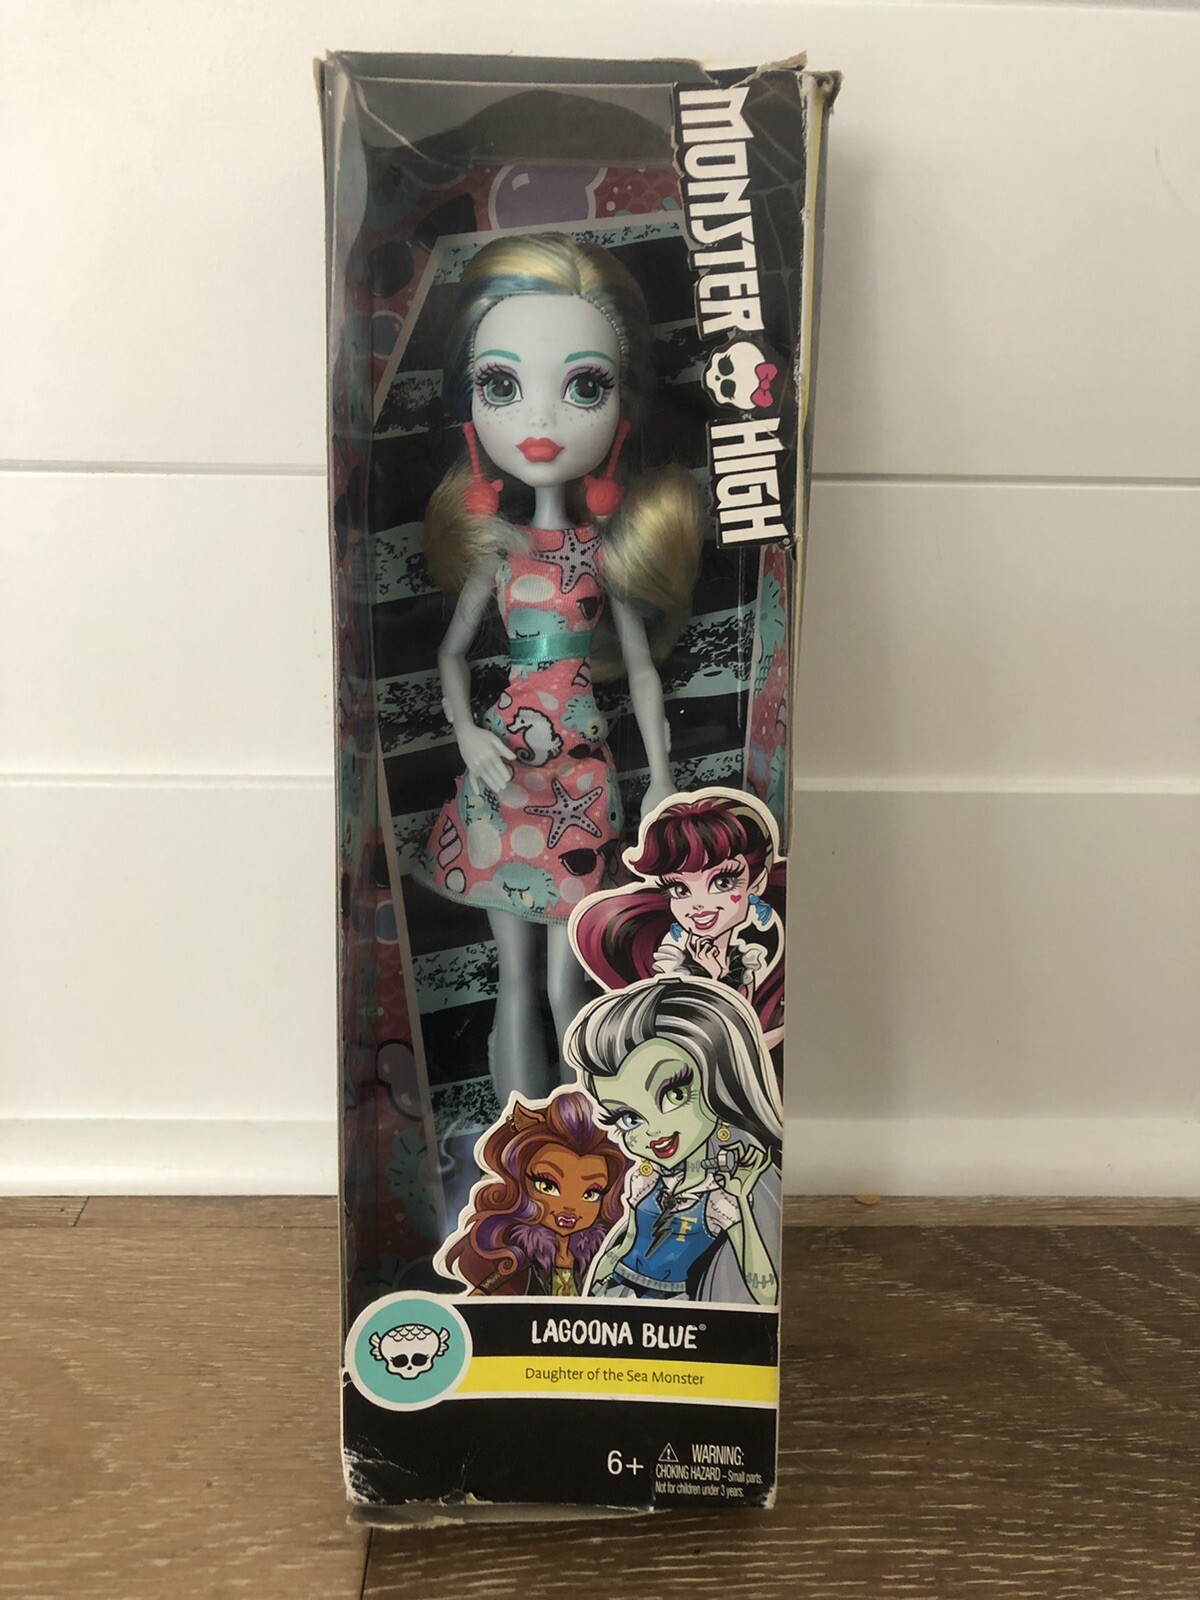 MONSTER HIGH®
F
LAGOONA BLUE®
Daughter of the Sea Monster
6+
⚠ WARNING:
CHOKING HAZARD – Small parts.
Not for children under 3 years.